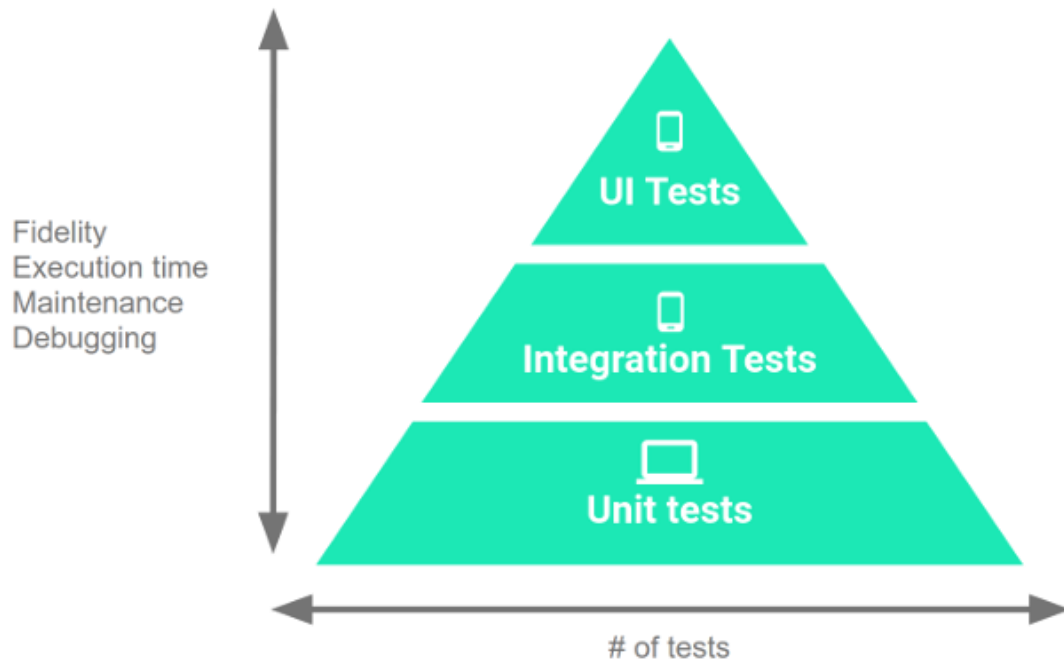 UI Tests
Fidelity
Execution time
Maintenance
Debugging
Integration Tests
Unit tests
# of tests